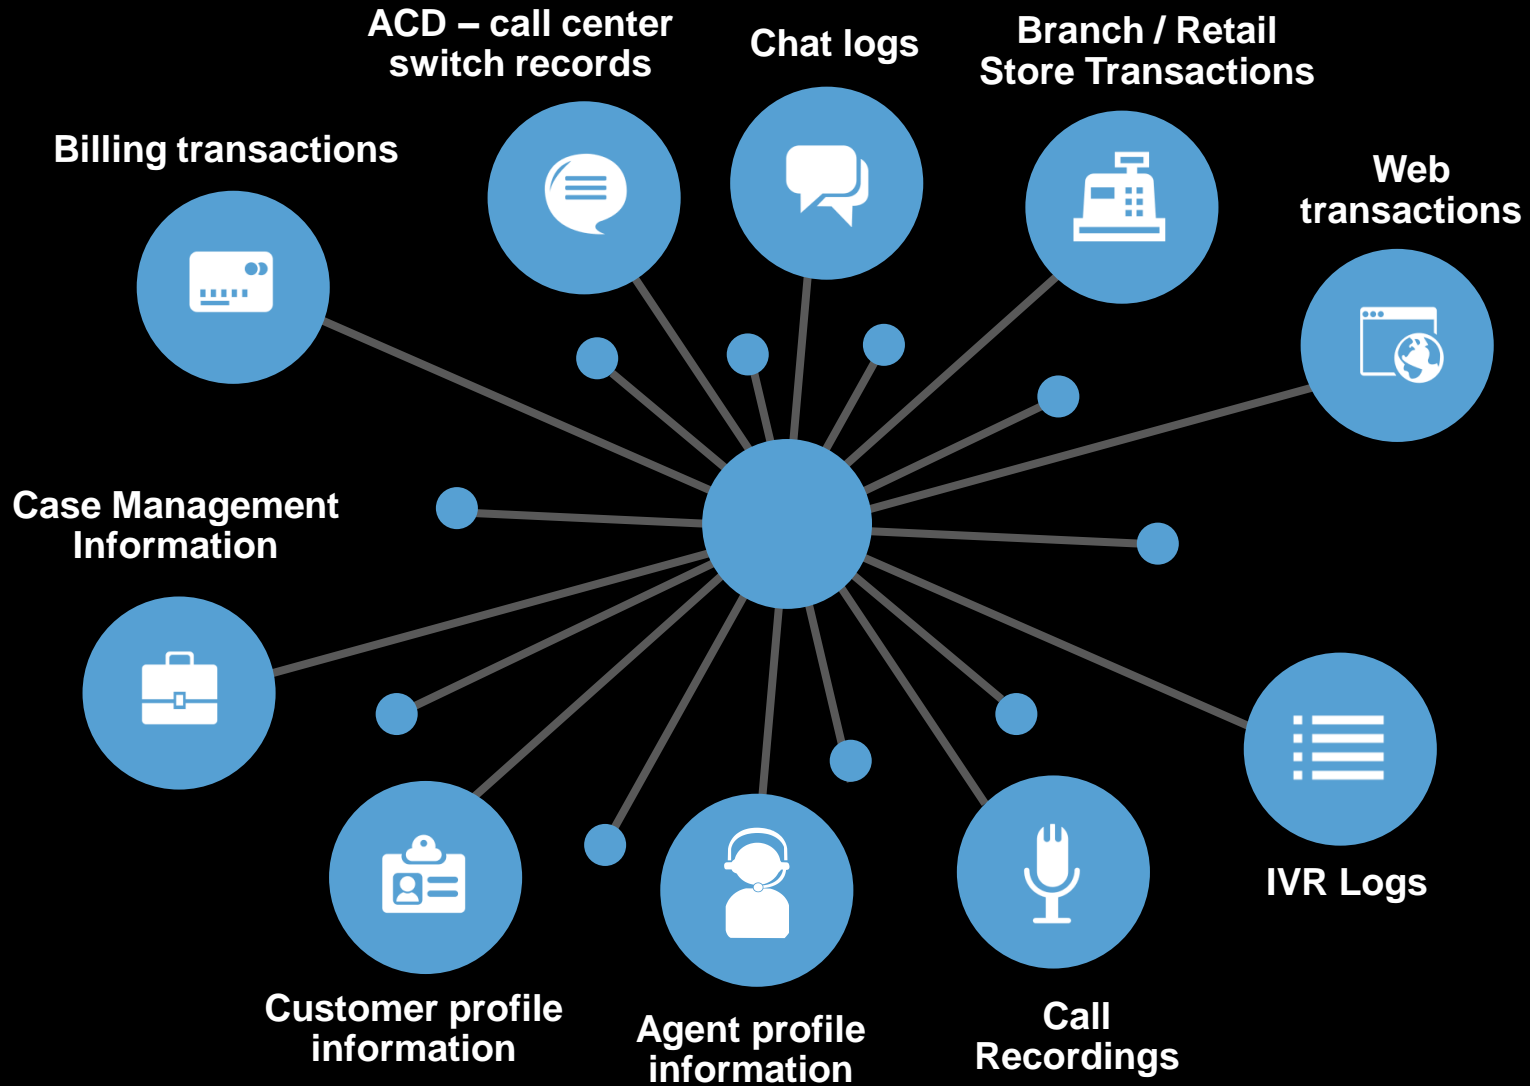 ACD – call center
switch records
Chat logs
Branch / Retail
Store Transactions
Billing transactions
Web
transactions
Case Management
Information
IVR Logs
Customer profile
information
Agent profile
information
Call
Recordings